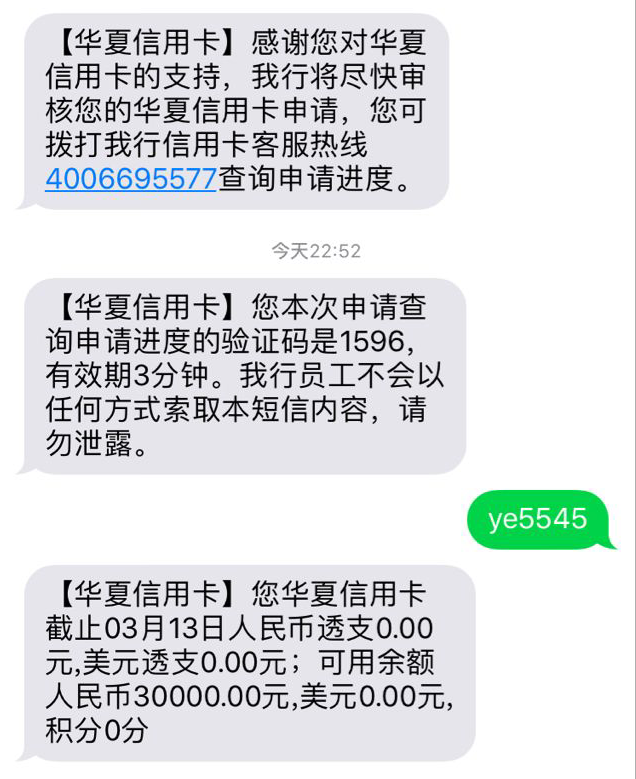 【华夏信用卡】感谢您对华夏
信用卡的支持，我行将尽快审
核您的华夏信用卡申请，您可
拨打我行信用卡客服热线
4006695577查询申请进度。
今天22:52
【华夏信用卡】您本次申请查
询申请进度的验证码是1596，
有效期3分钟。我行员工不会以
任何方式索取本短信内容，请
勿泄露。
ye5545
【华夏信用卡】您华夏信用卡
截止03月13日人民币透支0.00
元,美元透支0.00元；可用余额
人民币30000.00元,美元0.00元,
积分0分